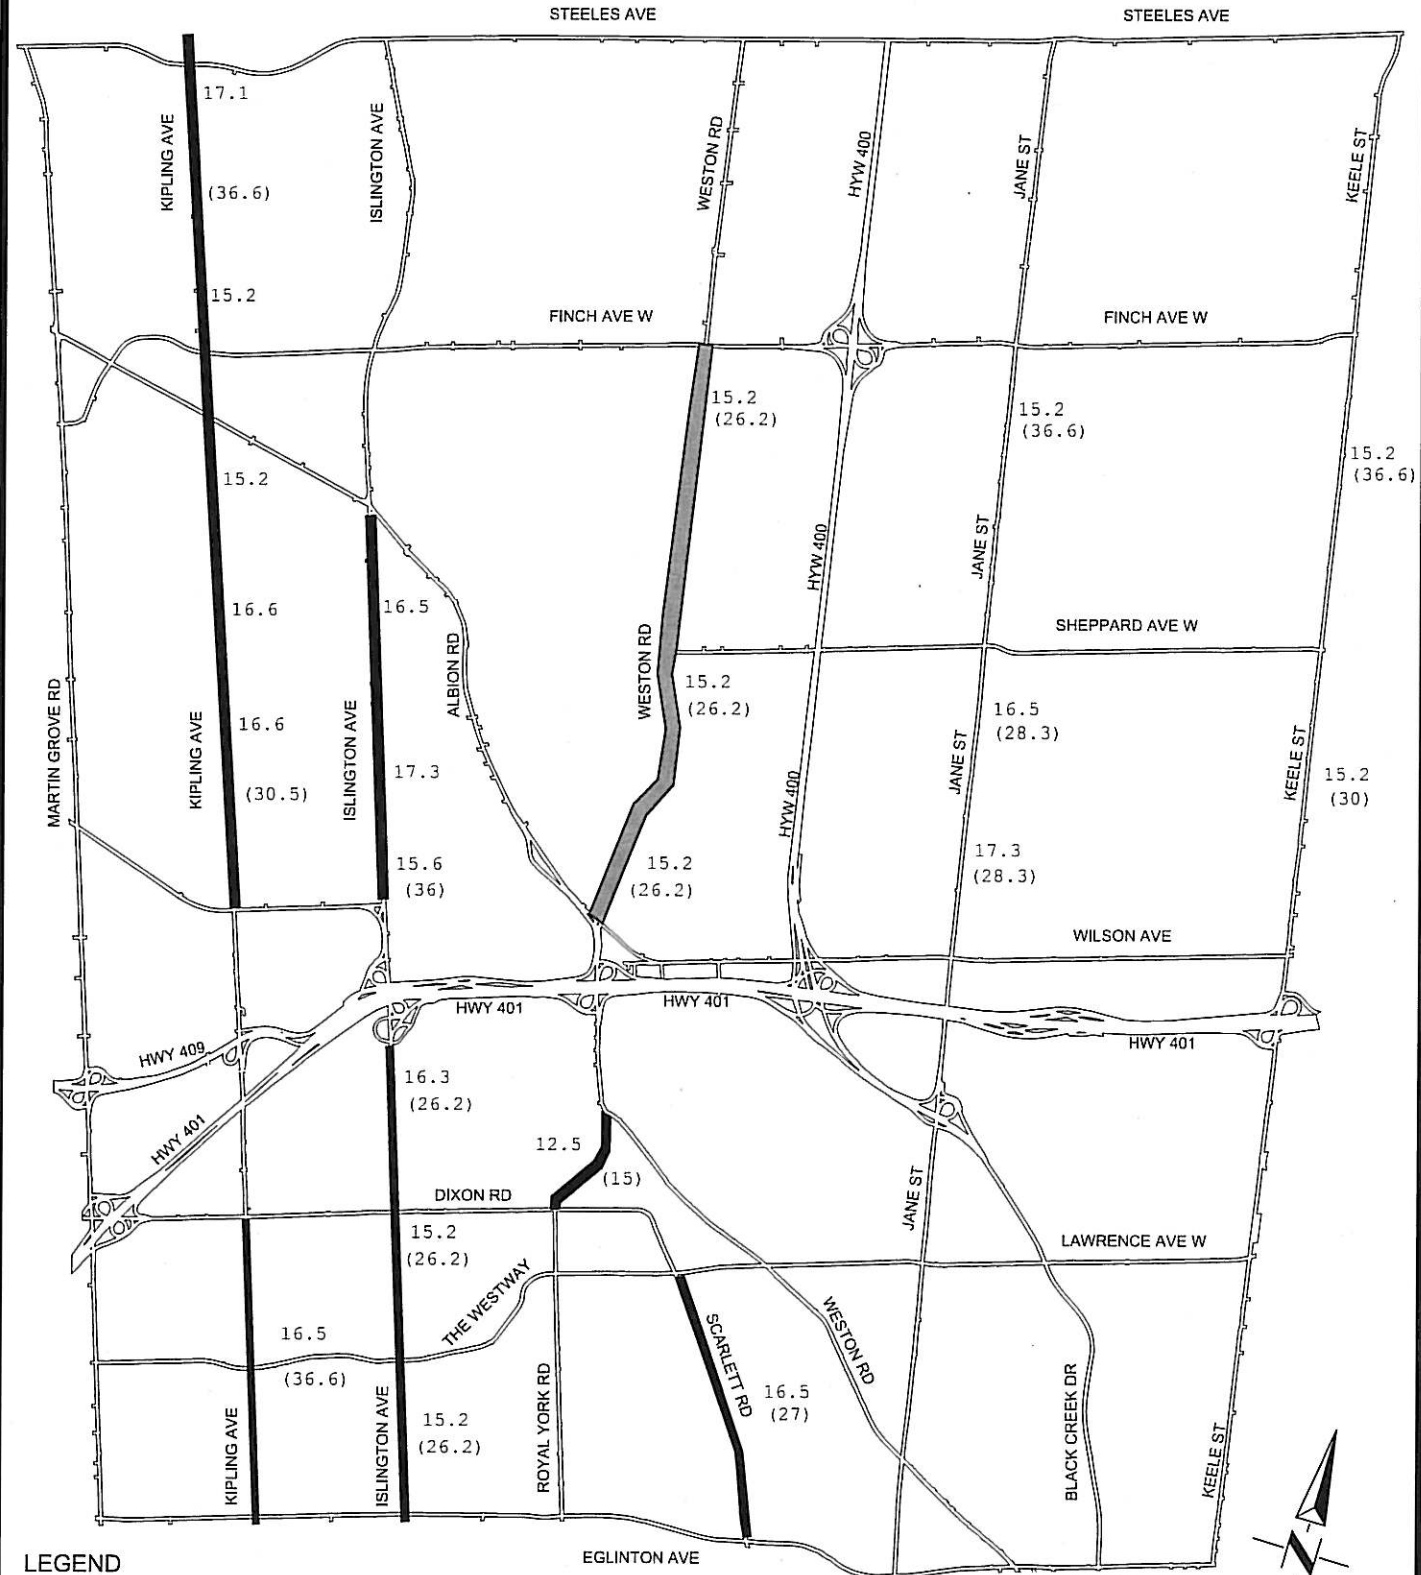 STEELES AVE
STEELES AVE
17.1
KIPLING AVE
ISLINGTON AVE
WESTON RD
HYW 400
JANE ST
KEELE ST
(36.6)
15.2
FINCH AVE W
FINCH AVE W
15.2
(26.2)
15.2
(36.6)
15.2
(36.6)
15.2
HYW 400
JANE ST
16.6
16.5
SHEPPARD AVE W
ALBION RD
WESTON RD
MARTIN GROVE RD
15.2
(26.2)
16.6
KIPLING AVE
ISLINGTON AVE
16.5
(28.3)
JANE ST
KEELE ST
17.3
(30.5)
HYW 400
15.2
(30)
15.6
(36)
15.2
(26.2)
17.3
(28.3)
WILSON AVE
HWY 401
HWY 401
HWY 401
HWY 409
16.3
(26.2)
HWY 401
12.5
(15)
DIXON RD
JANE ST
15.2
(26.2)
LAWRENCE AVE W
THE WESTWAY
16.5
(36.6)
SCARLETT RD
WESTON RD
16.5
(27)
KIPLING AVE
ISLINGTON AVE
15.2
(26.2)
ROYAL YORK RD
BLACK CREEK DR
KEELE ST
N
EGLINTON AVE
LEGEND